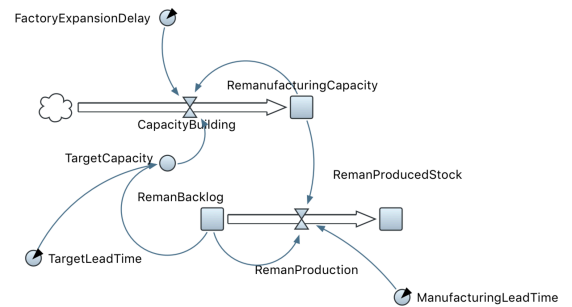 FactoryExpansionDelay
RemanufacturingCapacity
CapacityBuilding
TargetCapacity
RemanProducedStock
RemanBacklog
TargetLeadTime
RemanProduction
ManufacturingLeadTime